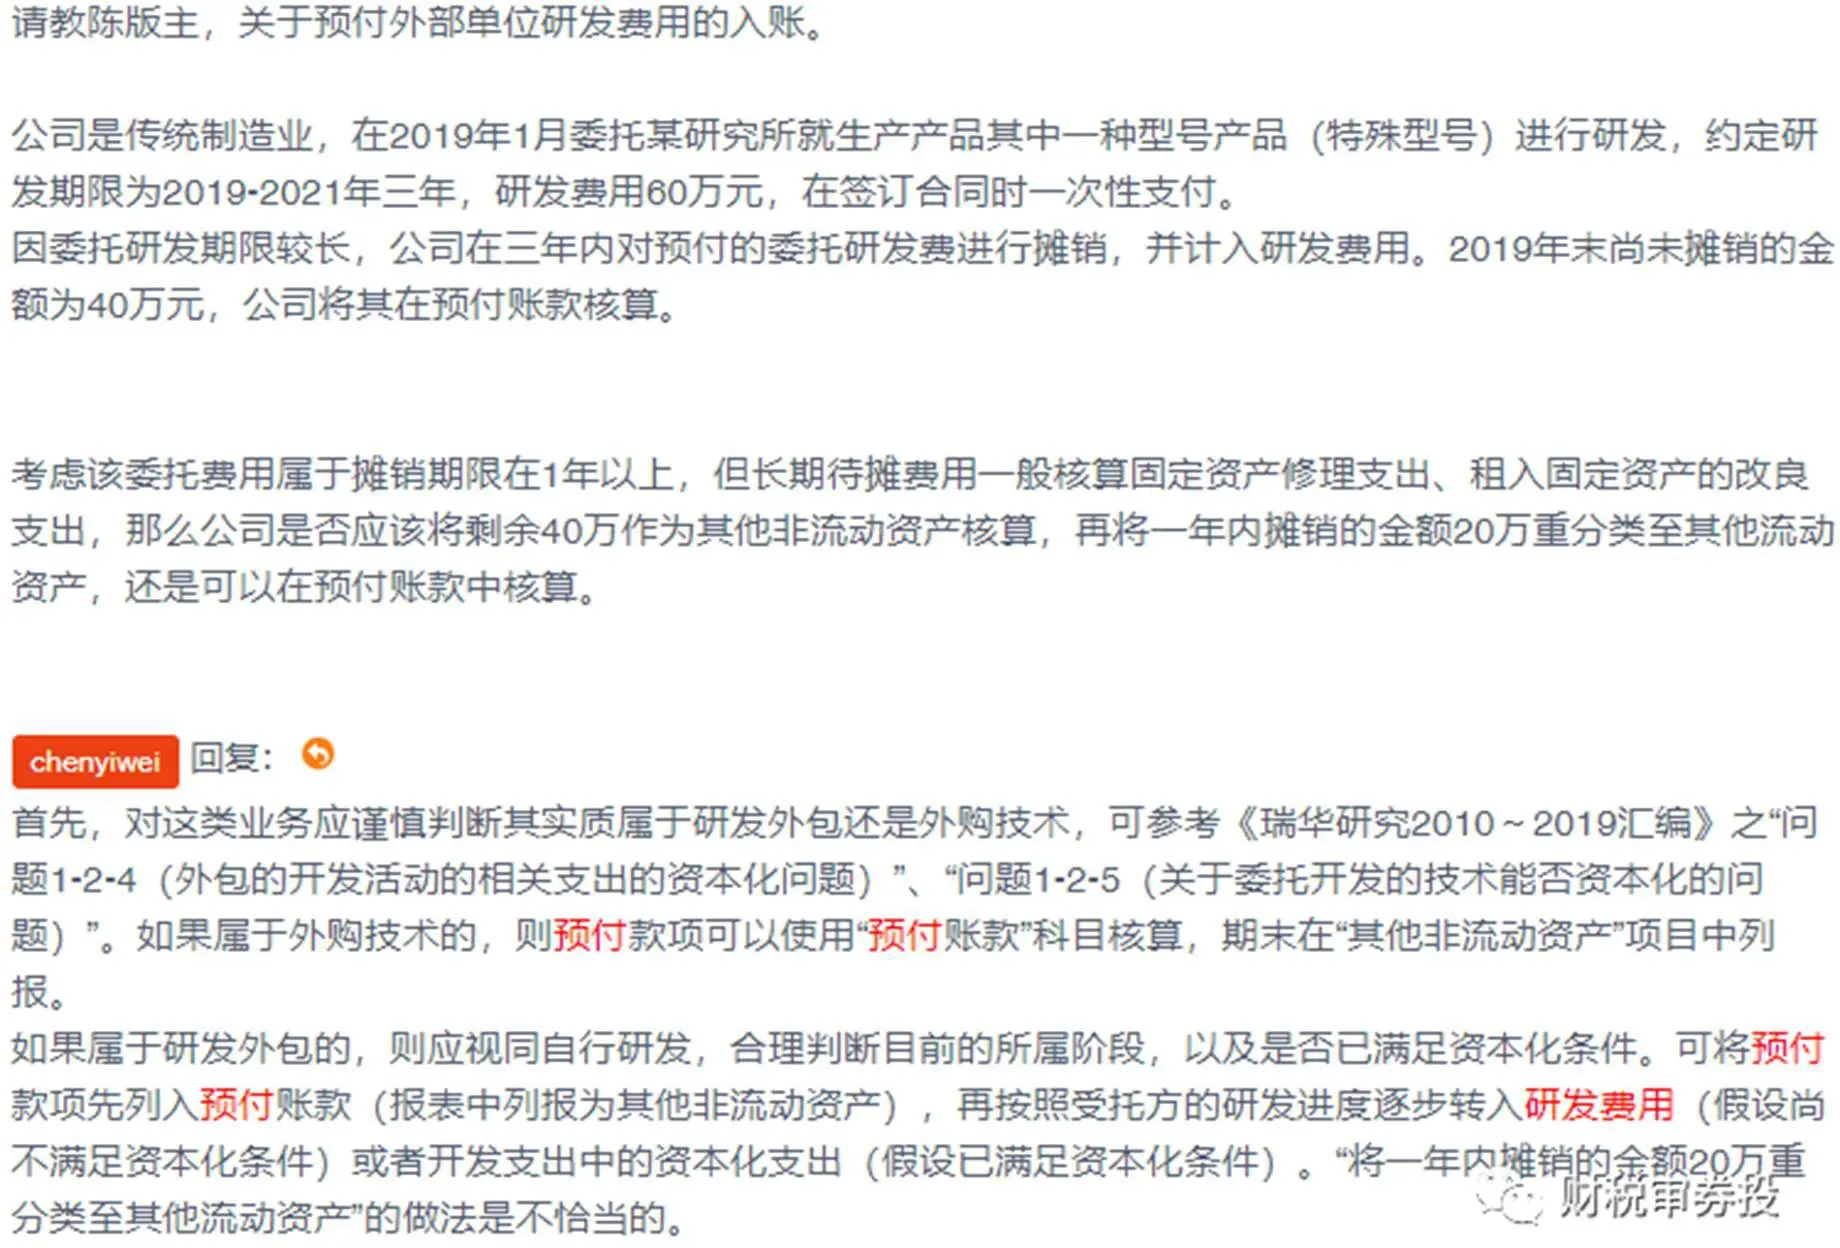 请教陈版主，关于预付外部单位研发费用的入账。
公司是传统制造业，在2019年1月委托某研究所就生产产品其中一种型号产品（特殊型号）进行研发，约定研
发期限为2019-2021年三年，研发费用60万元，在签订合同时一次性支付。
因委托研发期限较长，公司在三年内对预付的委托研发费进行摊销，并计入研发费用。2019年末尚未摊销的金
额为40万元，公司将其在预付账款核算。
考虑该委托费用属于摊销期限在1年以上，但长期待摊费用一般核算固定资产修理支出、租入固定资产的改良
支出，那么公司是否应该将剩余40万作为其他非流动资产核算，再将一年内摊销的金额20万重分类至其他流动
资产，还是可以在预付账款中核算。
chenyiwei 回复：
首先，对这类业务应谨慎判断其实质属于研发外包还是外购技术，可参考《瑞华研究2010～2019汇编》之“问
题1-2-4（外包的开发活动的相关支出的资本化问题）”、“问题1-2-5（关于委托开发的技术能否资本化的问
题）”。如果属于外购技术的，则预付款项可以使用“预付账款”科目核算，期末在“其他非流动资产”项目中列
报。
如果属于研发外包的，则应视同自行研发，合理判断目前的所属阶段，以及是否已满足资本化条件。可将预付
款项先列入预付账款（报表中列报为其他非流动资产），再按照受托方的研发进度逐步转入研发费用（假设尚
不满足资本化条件）或者开发支出中的资本化支出（假设已满足资本化条件）。“将一年内摊销的金额20万重
分类至其他流动资产”的做法是不恰当的。
财税审券投